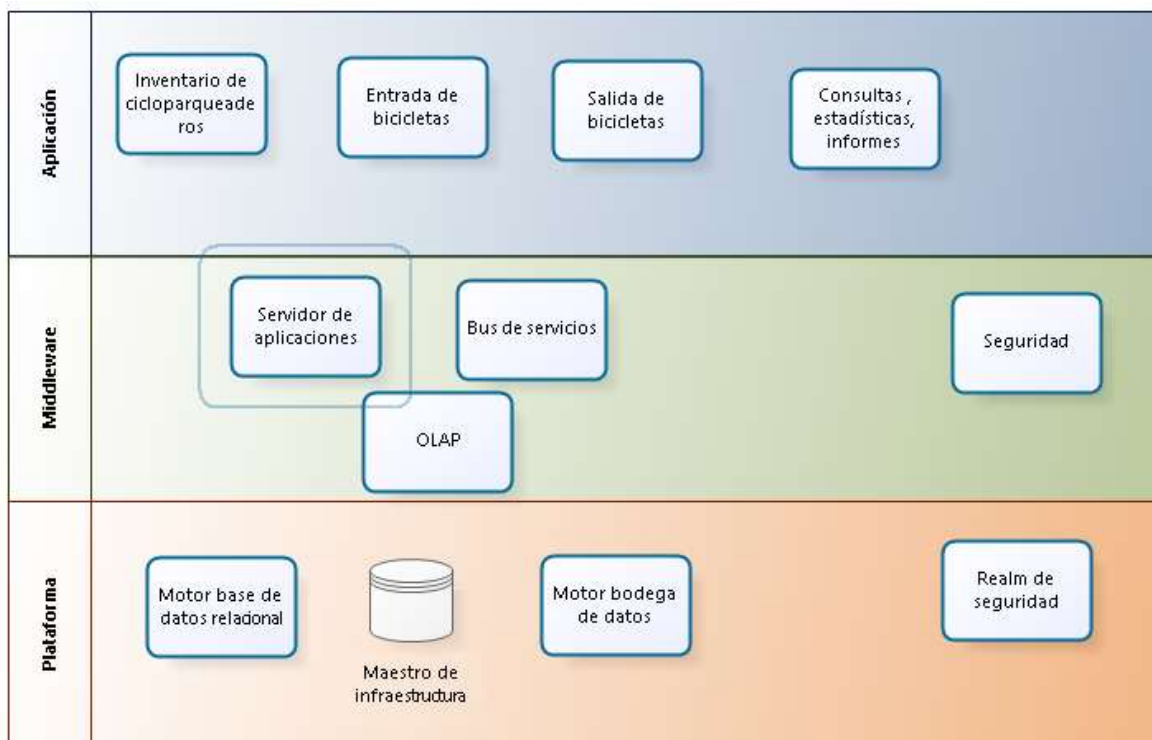 Aplicación
Inventario de
cicloparqueade
ros
Entrada de
bicicletas
Salida de
bicicletas
Consultas ,
estadísticas,
informes
Middleware
Servidor de
aplicaciones
Bus de servicios
OLAP
Seguridad
Plataforma
Motor base de
datos relacional
Maestro de
infraestructura
Motor bodega
de datos
Realm de
seguridad